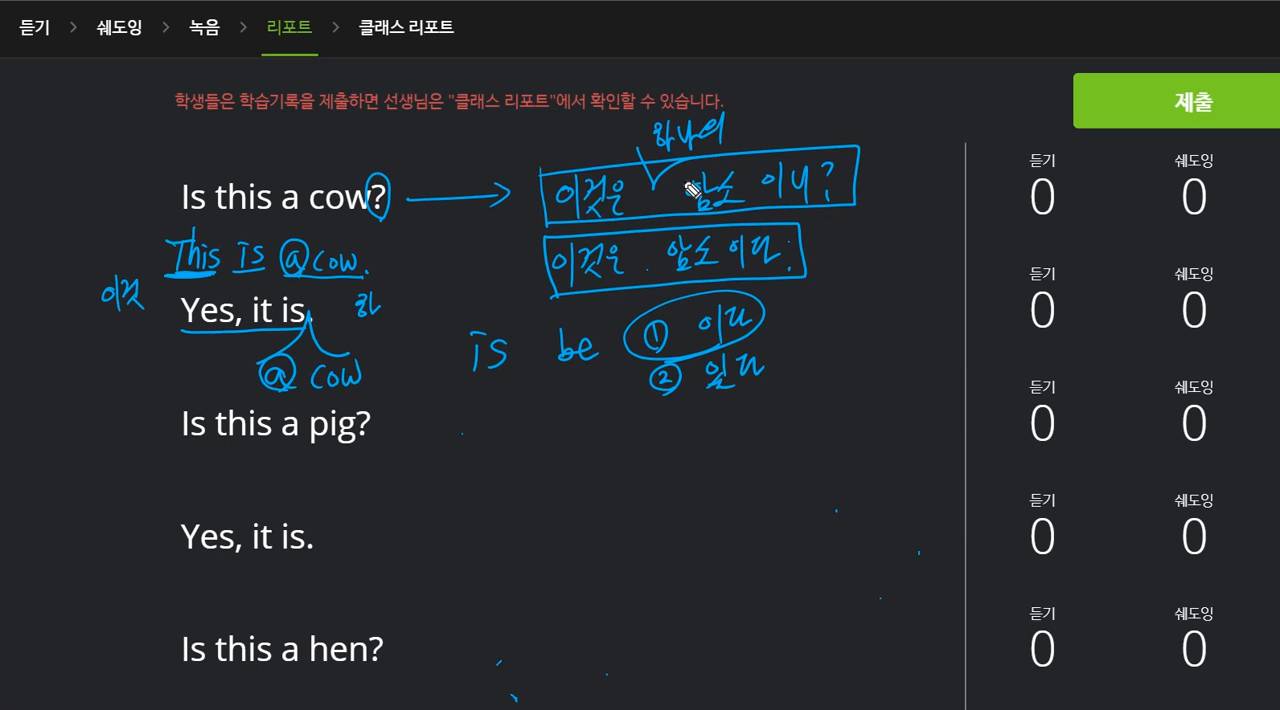 듣기 > 쉐도잉 > 녹음 > 리포트 > 클래스 리포트
학생들은 학습기록을 제출하면 선생님은 "클래스 리포트"에서 확인할 수 있습니다.
제출
하나의
듣기 쉐도잉
Is this a cow? 이것은 암소 이니? 0 0
This is a cow. 이것은 암소 이다.
이것
듣기 쉐도잉
Yes, it is. 하 0 0
is be ① 이다
a cow ② 있다
듣기 쉐도잉
Is this a pig? 0 0
듣기 쉐도잉
Yes, it is. 0 0
듣기 쉐도잉
Is this a hen? 0 0